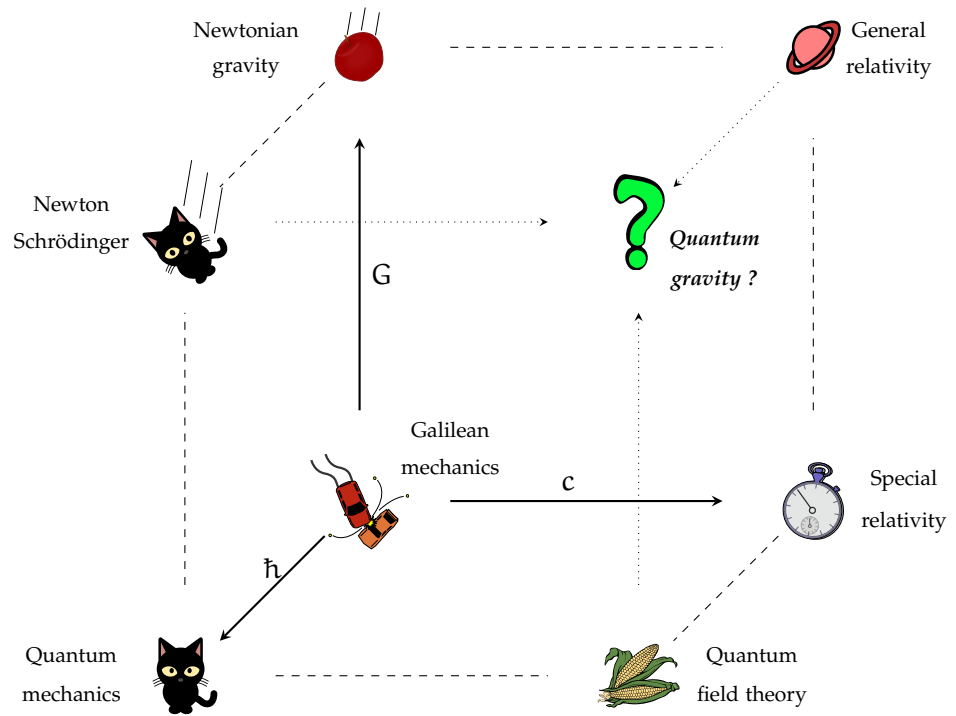 Newtonian
gravity
General
relativity
Newton
Schrödinger
Quantum
gravity ?
G
Galilean
mechanics
c
Special
relativity
ħ
Quantum
mechanics
Quantum
field theory